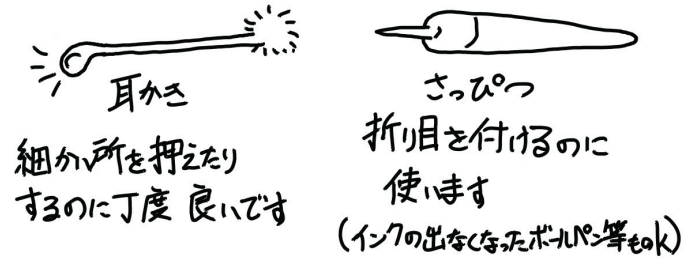 耳かき
細かい所を押えたり
するのに丁度良いです
さっぴつ
折り目を付けるのに
使います
(インクの出なくなったボールペン等もok)